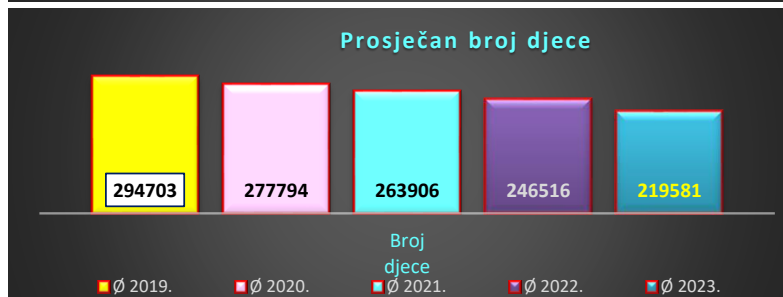 Prosječan broj djece
294703 277794 263906 246516 219581
Broj
djece
Ø 2019. Ø 2020. Ø 2021. Ø 2022. Ø 2023.